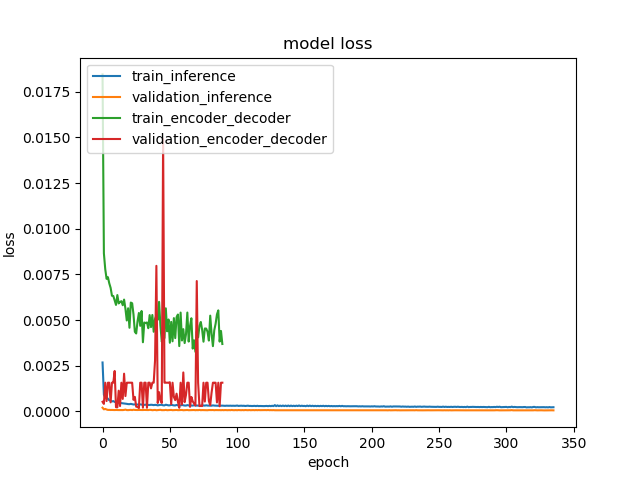 model loss
train_inference
validation_inference
train_encoder_decoder
validation_encoder_decoder
0.0175
0.0150
0.0125
0.0100
0.0075
0.0050
0.0025
0.0000
loss
0 50 100 150 200 250 300 350
epoch